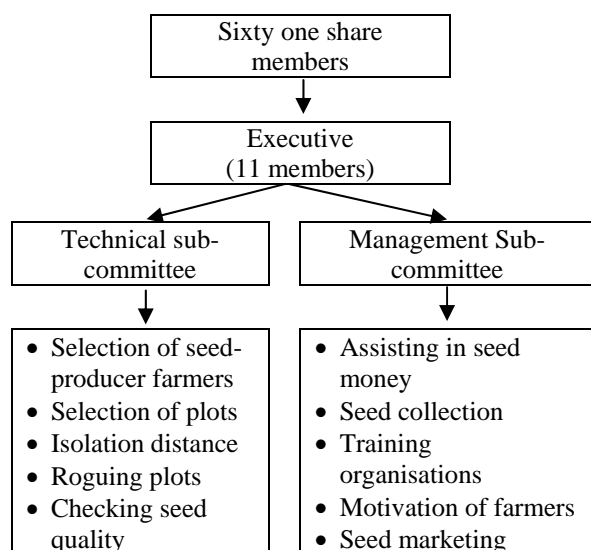 Sixty one share
members
Executive
(11 members)
Technical sub-
committee
Management Sub-
committee
• Selection of seed-
producer farmers
• Selection of plots
• Isolation distance
• Roguing plots
• Checking seed
quality
• Assisting in seed
money
• Seed collection
• Training
organisations
• Motivation of farmers
• Seed marketing